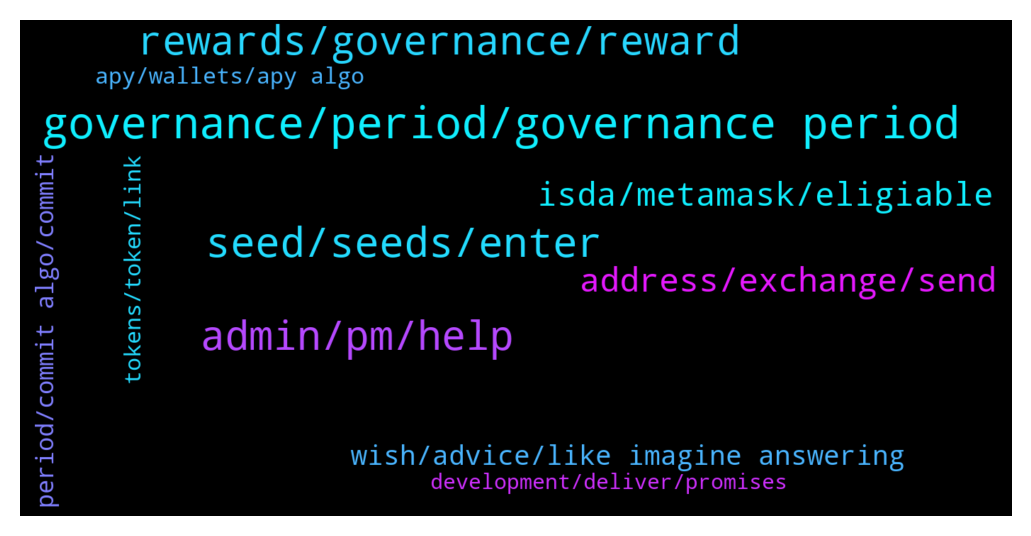 rewards/governance/reward
apy/wallets/apy algo
governance/period/governance period
period/commit algo/commit
tokens/token/link
isda/metamask/eligiable
seed/seeds/enter
address/exchange/send
admin/pm/help
wish/advice/like imagine answering
development/deliver/promises